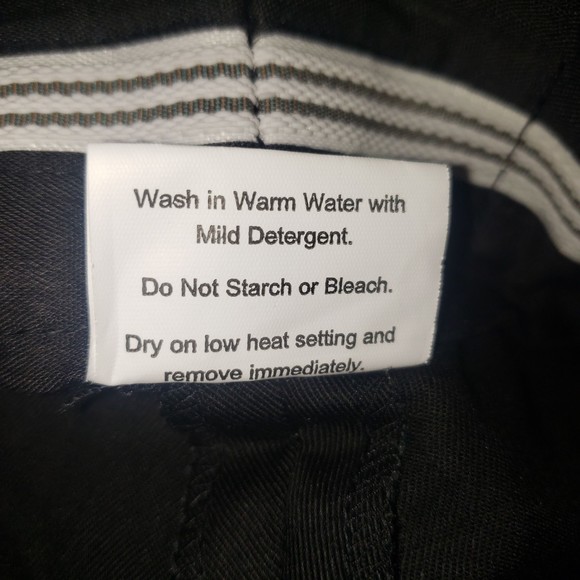 Wash in Warm Water with
Mild Detergent.
Do Not Starch or Bleach.
Dry on low heat setting and
remove immediately.